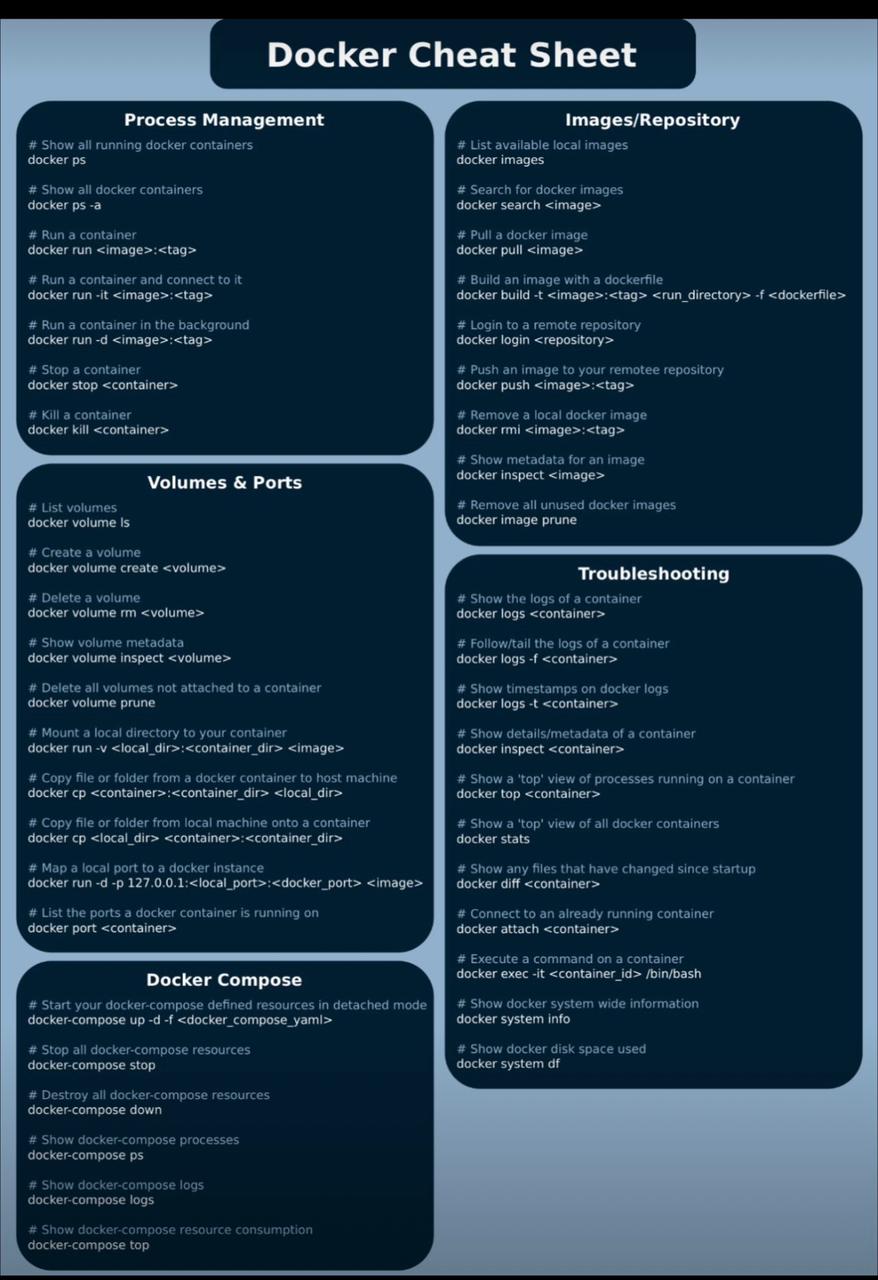 Docker Cheat Sheet
Process Management
# Show all running docker containers
docker ps
# Show all docker containers
docker ps -a
# Run a container
docker run <image>:<tag>
# Run a container and connect to it
docker run -it <image>:<tag>
# Run a container in the background
docker run -d <image>:<tag>
# Stop a container
docker stop <container>
# Kill a container
docker kill <container>
Volumes & Ports
# List volumes
docker volume ls
# Create a volume
docker volume create <volume>
# Delete a volume
docker volume rm <volume>
# Show volume metadata
docker volume inspect <volume>
# Delete all volumes not attached to a container
docker volume prune
# Mount a local directory to your container
docker run -v <local_dir>:<container_dir> <image>
# Copy file or folder from a docker container to host machine
docker cp <container>:<container_dir> <local_dir>
# Copy file or folder from local machine onto a container
docker cp <local_dir> <container>:<container_dir>
# Map a local port to a docker instance
docker run -d -p 127.0.0.1:<local_port>:<docker_port> <image>
# List the ports a docker container is running on
docker port <container>
Docker Compose
# Start your docker-compose defined resources in detached mode
docker-compose up -d -f <docker_compose_yaml>
# Stop all docker-compose resources
docker-compose stop
# Destroy all docker-compose resources
docker-compose down
# Show docker-compose processes
docker-compose ps
# Show docker-compose logs
docker-compose logs
# Show docker-compose resource consumption
docker-compose top
Images/Repository
# List available local images
docker images
# Search for docker images
docker search <image>
# Pull a docker image
docker pull <image>
# Build an image with a dockerfile
docker build -t <image>:<tag> <run_directory> -f <dockerfile>
# Login to a remote repository
docker login <repository>
# Push an image to your remotee repository
docker push <image>:<tag>
# Remove a local docker image
docker rmi <image>:<tag>
# Show metadata for an image
docker inspect <image>
# Remove all unused docker images
docker image prune
Troubleshooting
# Show the logs of a container
docker logs <container>
# Follow/tail the logs of a container
docker logs -f <container>
# Show timestamps on docker logs
docker logs -t <container>
# Show details/metadata of a container
docker inspect <container>
# Show a 'top' view of processes running on a container
docker top <container>
# Show a 'top' view of all docker containers
docker stats
# Show any files that have changed since startup
docker diff <container>
# Connect to an already running container
docker attach <container>
# Execute a command on a container
docker exec -it <container_id> /bin/bash
# Show docker system wide information
docker system info
# Show docker disk space used
docker system df